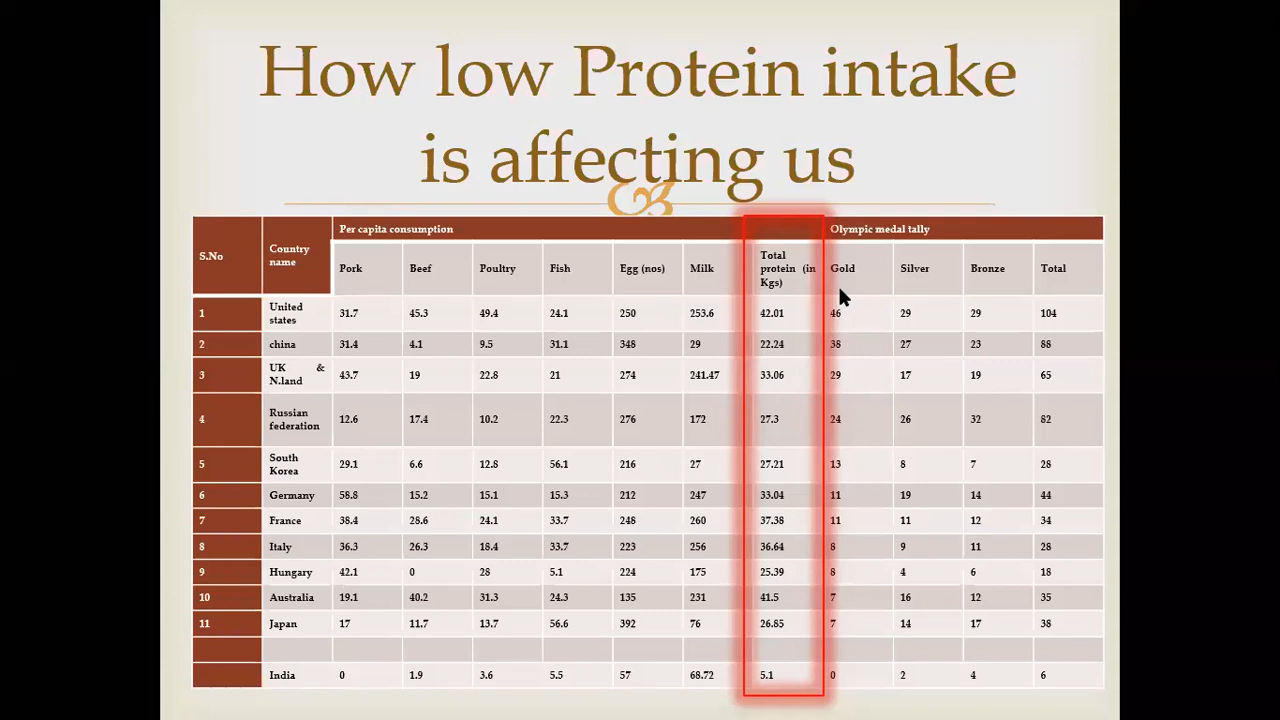 How low Protein intake
is affecting us
S.No Country name Per capita consumption Olympic medal tally
Pork Beef Poultry Fish Egg (nos) Milk Total protein (in Kgs) Gold Silver Bronze Total
1 United states 31.7 45.3 49.4 24.1 250 253.6 42.01 46 29 29 104
2 china 31.4 4.1 9.5 31.1 348 29 22.24 38 27 23 88
3 UK & N.land 43.7 19 22.8 21 274 241.47 33.06 29 17 19 65
4 Russian federation 12.6 17.4 10.2 22.3 276 172 27.3 24 26 32 82
5 South Korea 29.1 6.6 12.8 56.1 216 27 27.21 13 8 7 28
6 Germany 58.8 15.2 15.1 15.3 212 247 33.04 11 19 14 44
7 France 38.4 28.6 24.1 33.7 248 260 37.38 11 11 12 34
8 Italy 36.3 26.3 18.4 33.7 223 256 36.64 8 9 11 28
9 Hungary 42.1 0 28 5.1 224 175 25.39 8 4 6 18
10 Australia 19.1 40.2 31.3 24.3 135 231 41.5 7 16 12 35
11 Japan 17 11.7 13.7 56.6 392 76 26.85 7 14 17 38
India 0 1.9 3.6 5.5 57 68.72 5.1 0 2 4 6